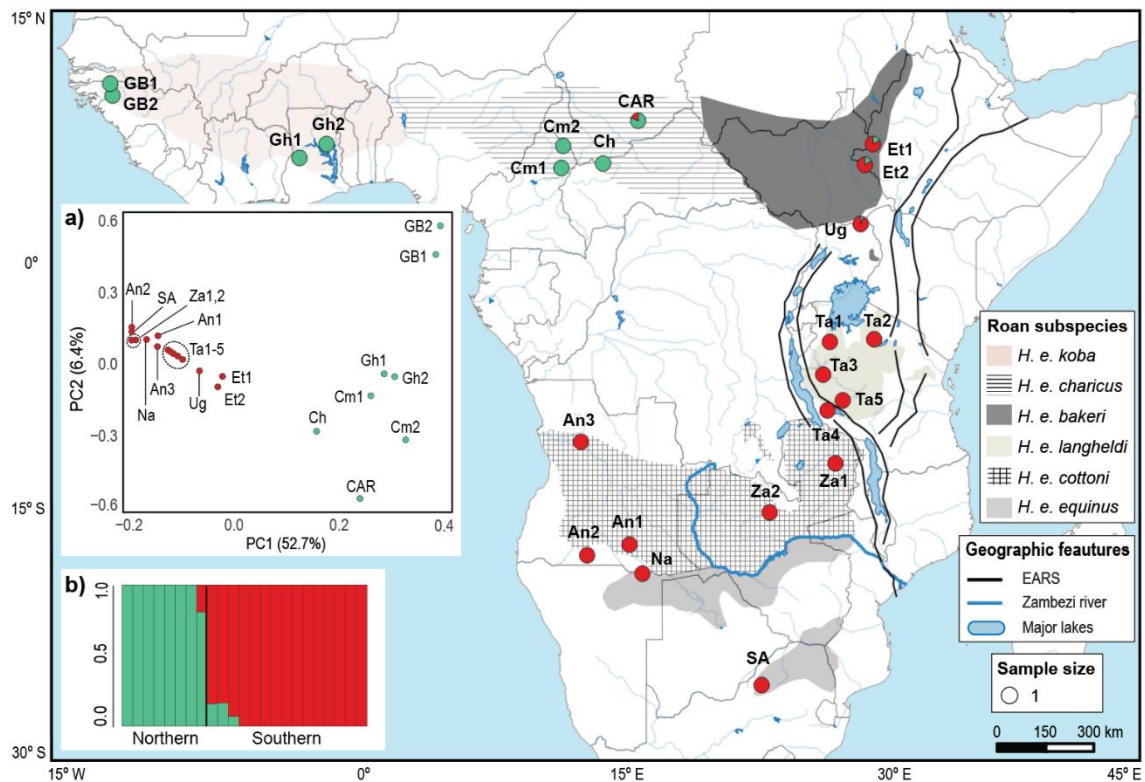 15° N
GB1
GB2
Gh1
Gh2
CAR
Cm2
Ch
Cm1
Et1
Et2
Ug
a)
0.6
0.3
0.0
−0.3
−0.6
PC2 (6.4%)
GB2
GB1
An2
SA
Za1,2
An1
Ta1-5
An3
Na
Ug
Et1
Et2
Gh1
Gh2
Cm1
Ch
Cm2
CAR
−0.2
0.0
0.2
0.4
PC1 (52.7%)
0°
Ta1
Ta2
Ta3
Ta5
Ta4
An3
Za1
Za2
An1
An2
Na
SA
Roan subspecies
H. e. koba
H. e. charicus
H. e. bakeri
H. e. langheldi
H. e. cottoni
H. e. equinus
Geographic feautures
EARS
Zambezi river
Major lakes
Sample size
1
0 150 300 km
15° S
b)
1.0
0.5
0.0
Northern
Southern
30° S
15° W
0°
15° E
30° E
45° E